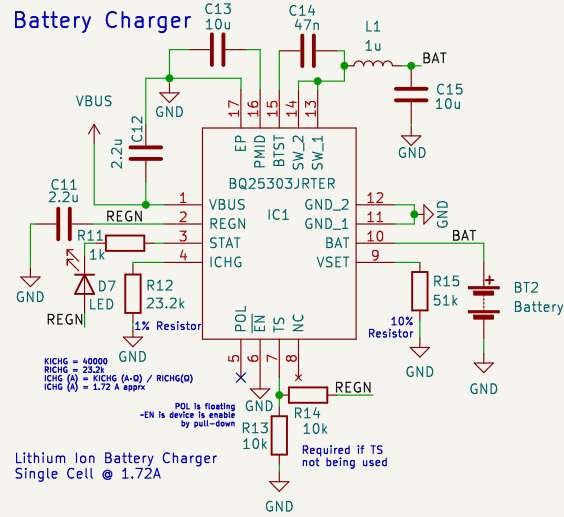 Battery Charger
C13
10u
C14
47n
L1
1u
BAT
C15
10u
GND
GND
VBUS
C12
2.2u
17
16
15
14
13
EP
PMID
BTST
SW_2
SW_1
BQ25303JRTER
IC1
C11
2.2u
REGN
1
VBUS
2
REGN
3
STAT
4
ICHG
GND_2
12
GND_1
11
BAT
10
VSET
9
GND
BAT
R11
1k
D7
LED
REGN
GND
R12
23.2k
1% Resistor
GND
R15
51k
10%
Resistor
GND
BT2
Battery
GND
POL
EN
TS
NC
5
6
7
8
KICHG = 40000
RICHG = 23.2k
ICHG (A) = KICHG (A-Ω) / RICHG(Ω)
ICHG (A) = 1.72 A apprx
GND
REGN
R14
10k
POL is floating
-EN is device is enable
by pull-down
R13
10k
Required if TS
not being used
GND
Lithium Ion Battery Charger
Single Cell @ 1.72A